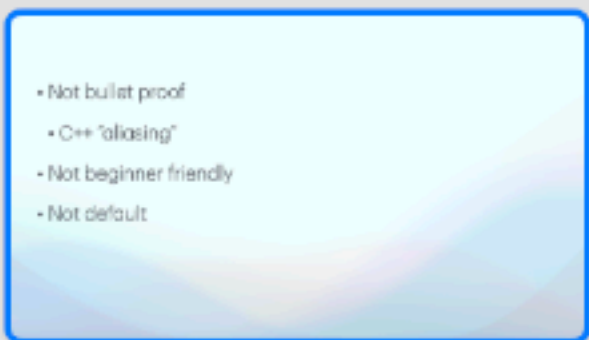 • Not bullet proof
• C++ "aliasing"
• Not beginner friendly
• Not default